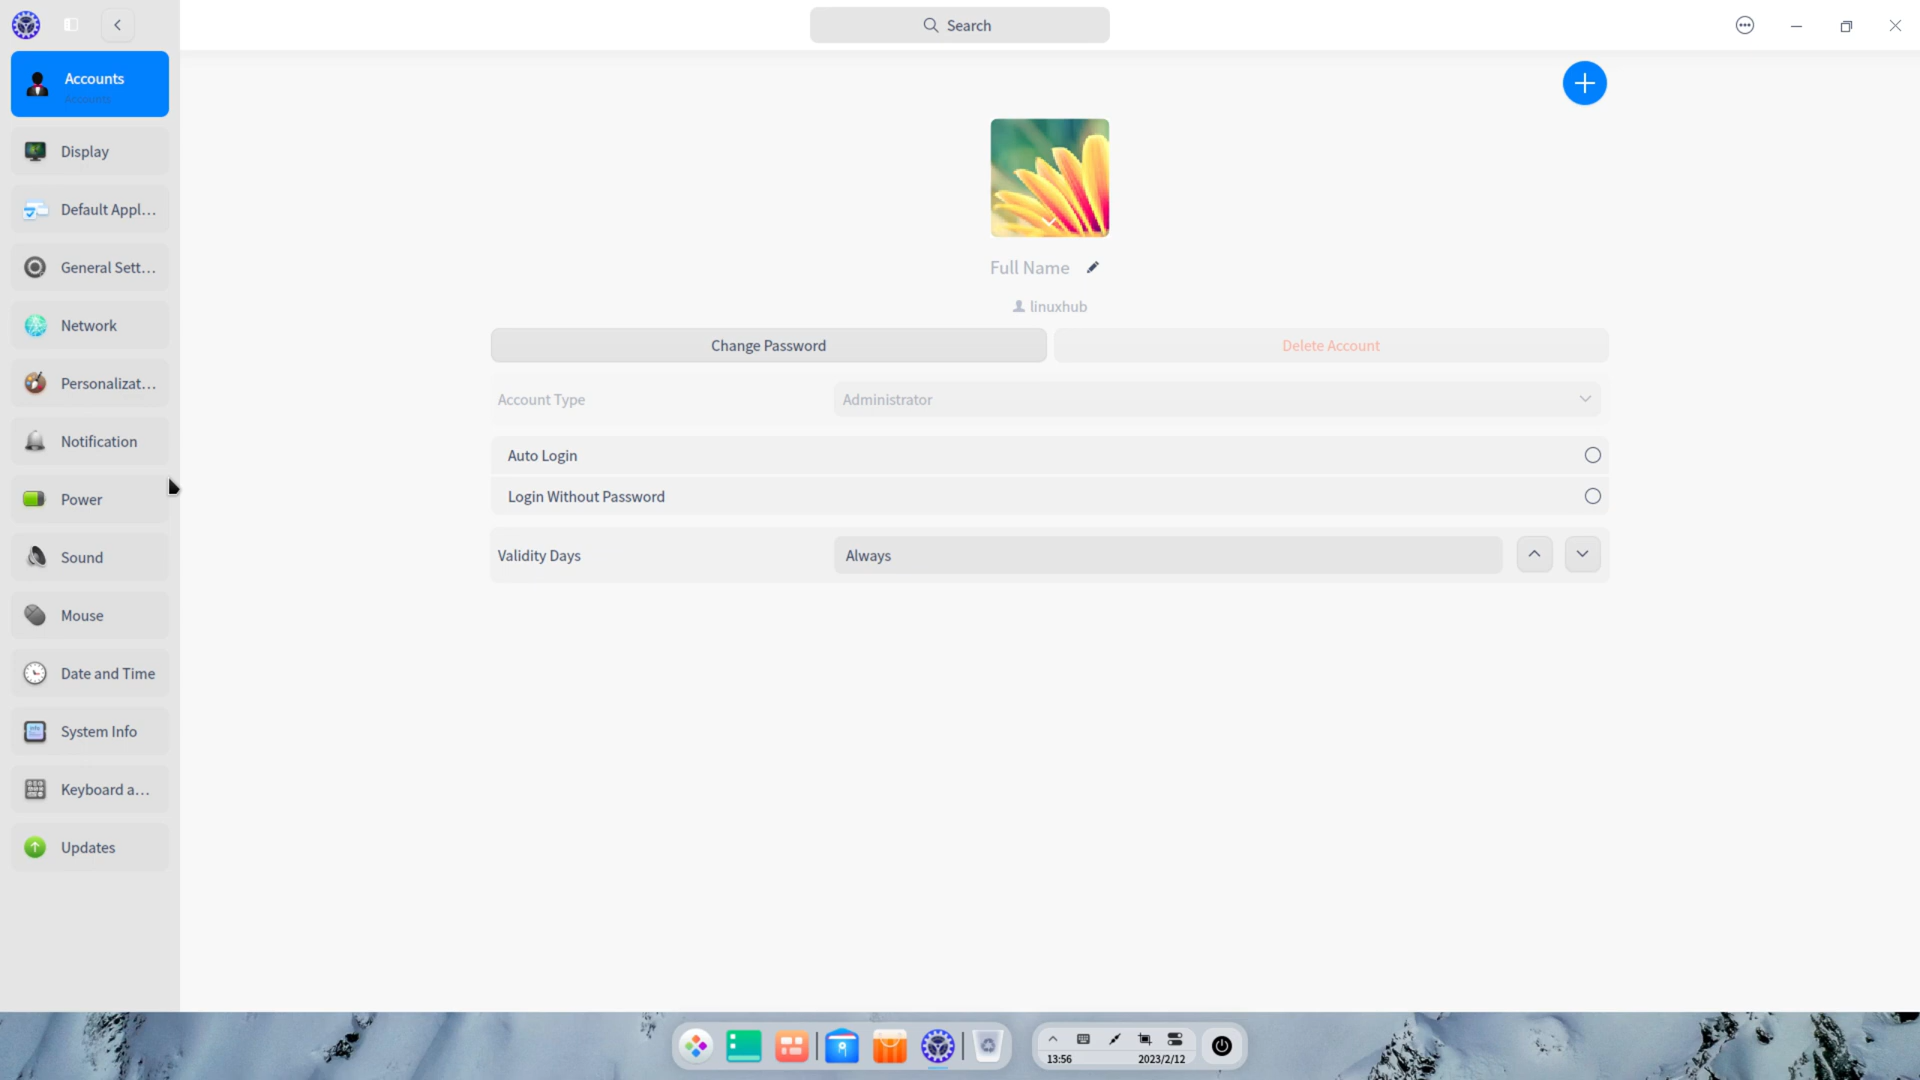 Search
Accounts
Accounts
Display
Default Appl...
General Sett...
Network
Personalizat...
Notification
Power
Sound
Mouse
Date and Time
System Info
Keyboard a...
Updates
Full Name
linuxhub
Change Password
Delete Account
Account Type
Administrator
Auto Login
Login Without Password
Validity Days
Always
13:56
2023/2/12